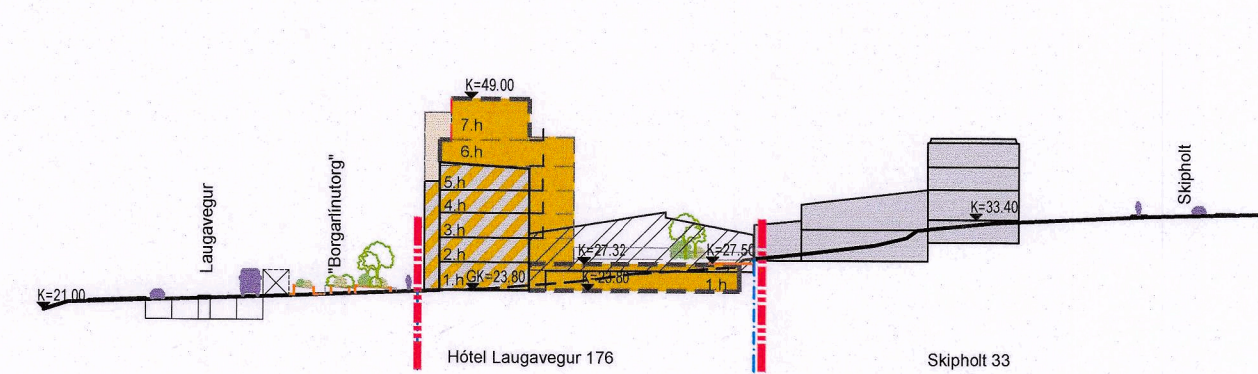 K=49.00
7.h
6.h
5.h
4.h
3.h
2.h
1.h
GK=23.80
K=23.80
K=27.32
K=27.50
1.h
K=33.40
Skipholt
Laugavegur
"Borgarlínutorg"
K=21.00
Hótel Laugavegur 176
Skipholt 33